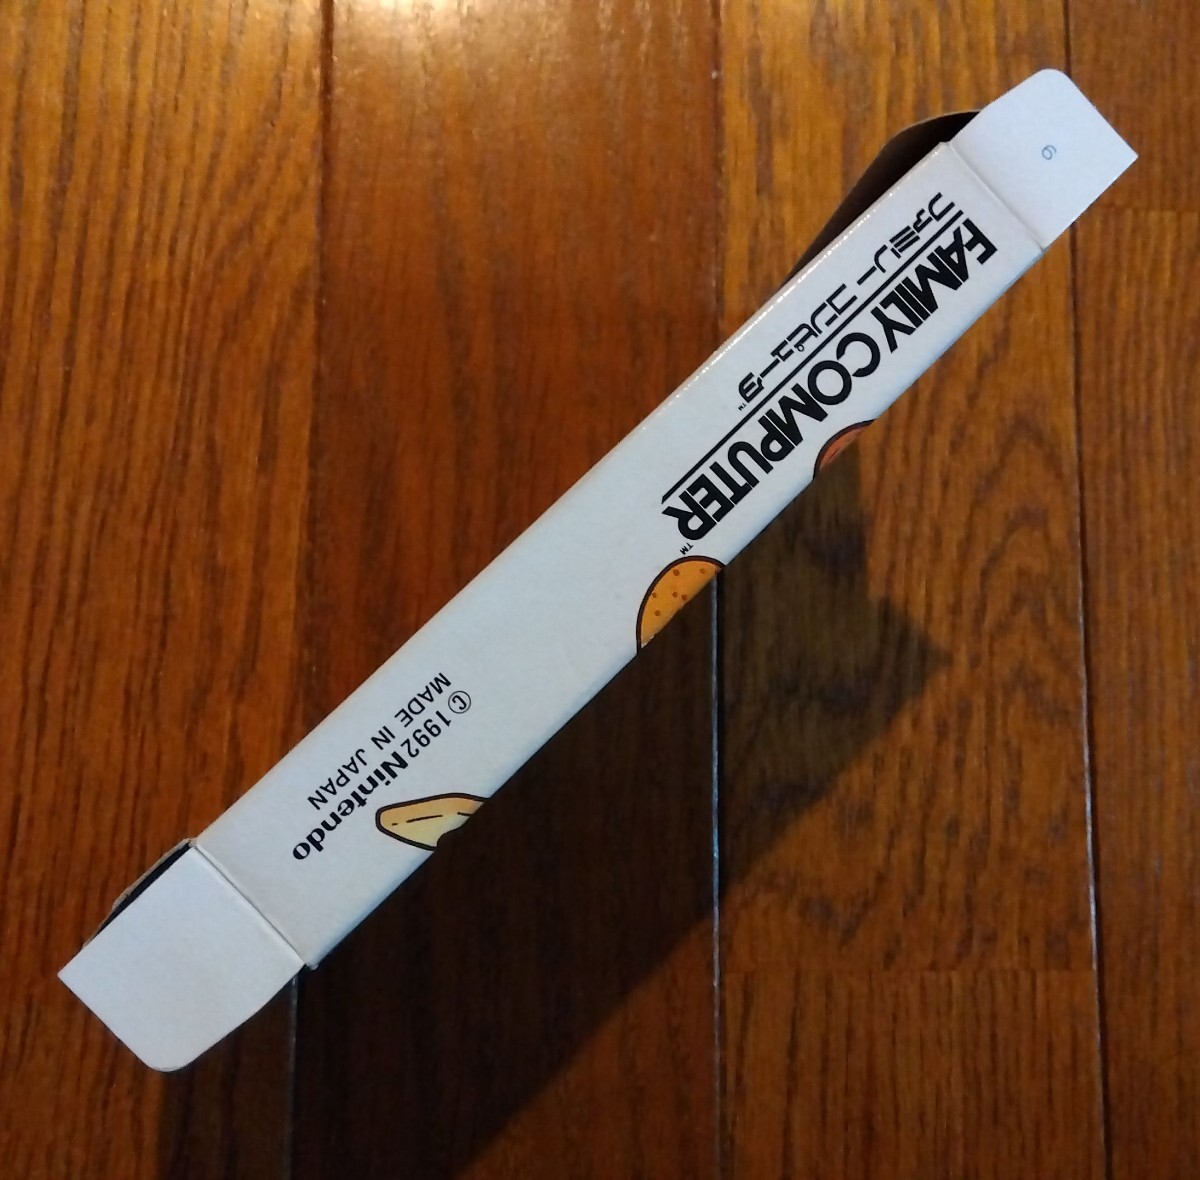 ファミリー コンピュータ™
FAMILY COMPUTER™
© 1992 Nintendo
MADE IN JAPAN
6